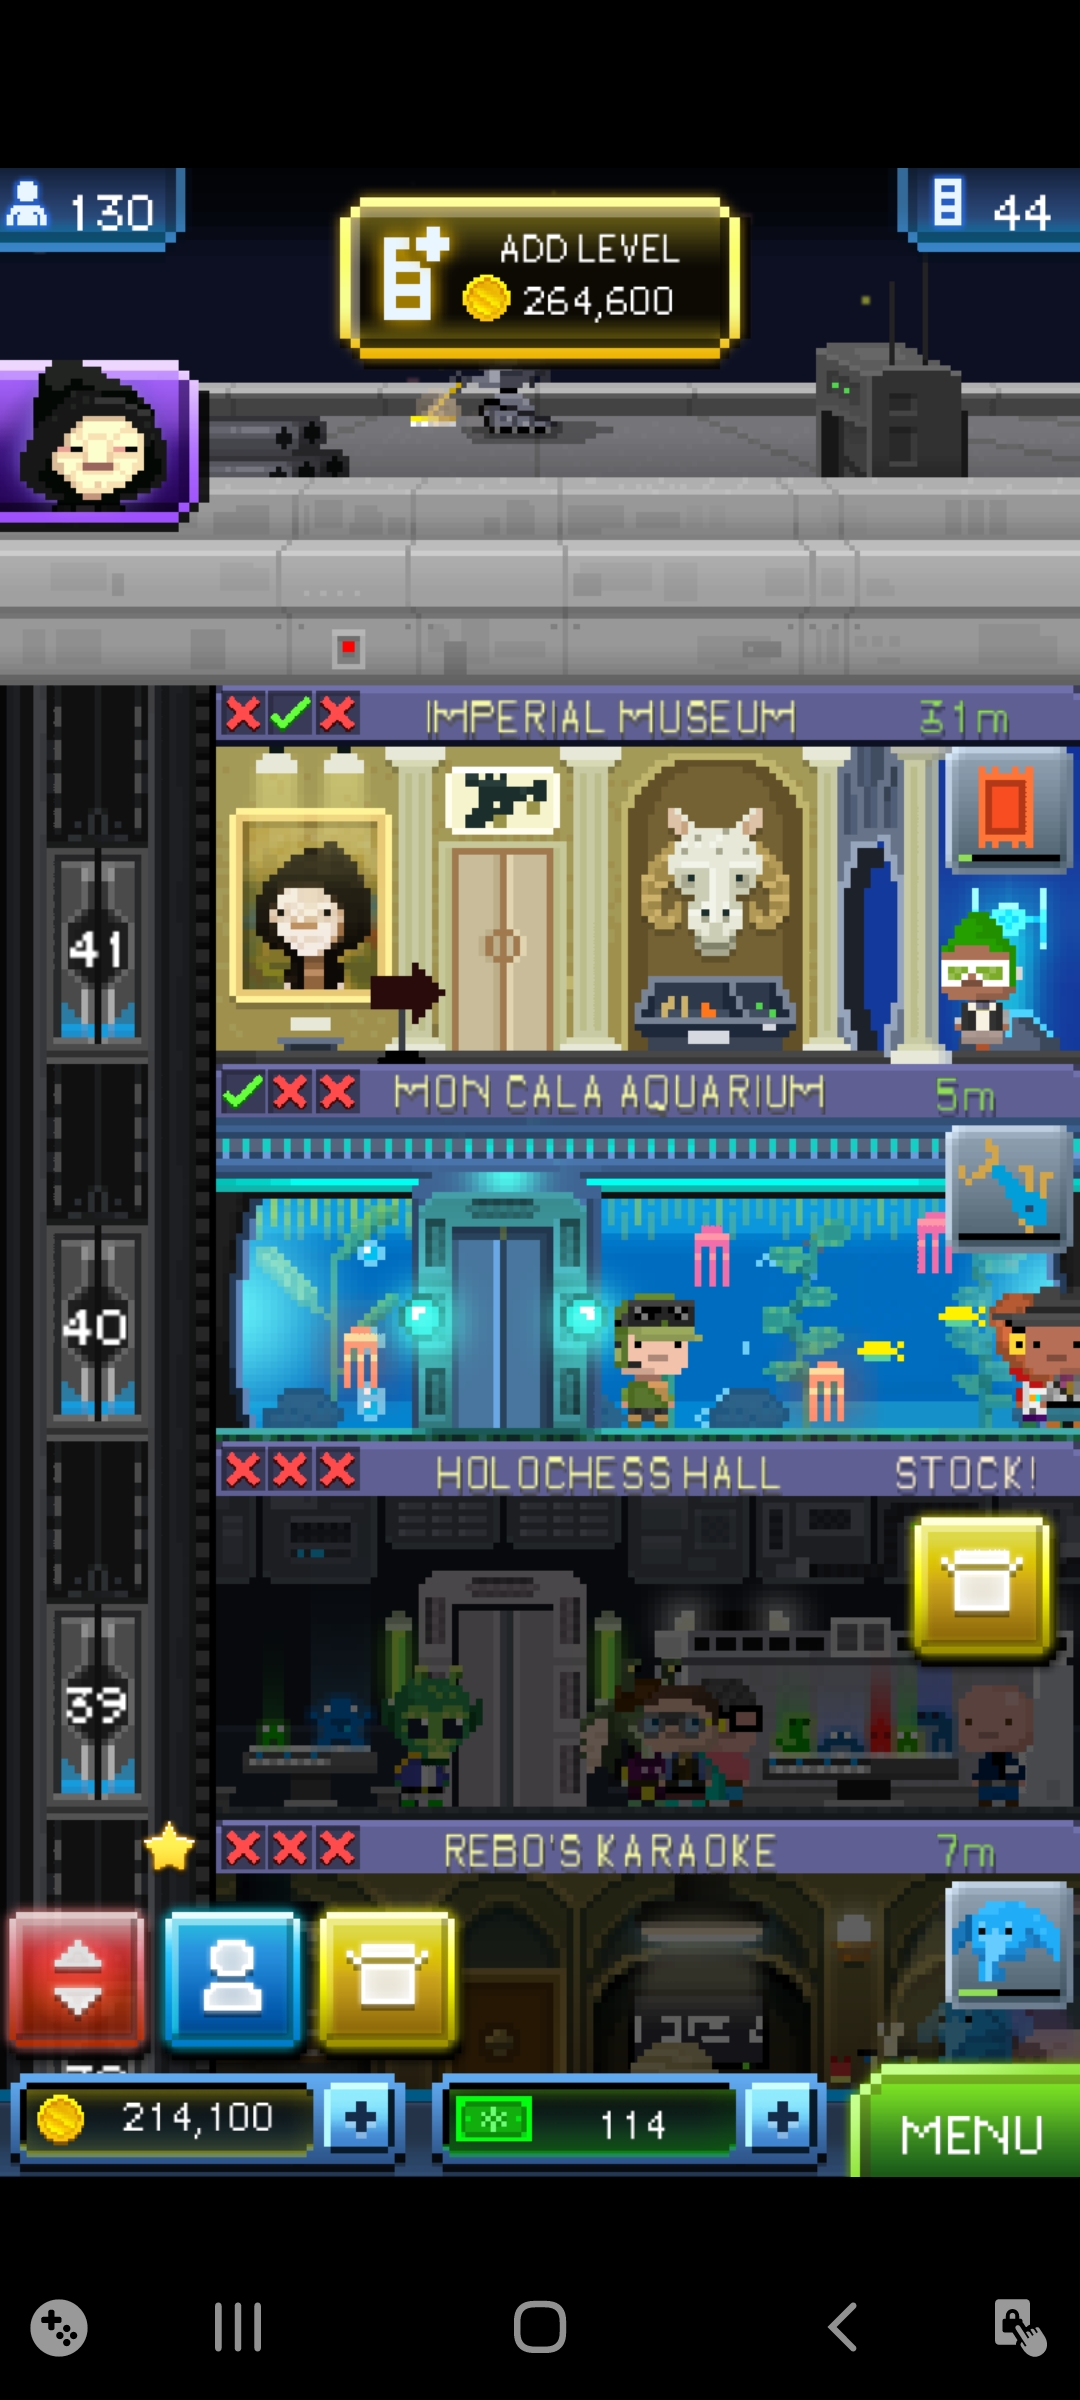 130
ADD LEVEL
264,600
44
IMPERIAL MUSEUM 31m
41
MON CALA AQUARIUM 5m
40
HOLOCHESS HALL STOCK!
39
REBO'S KARAOKE 7m
214,100
114
MENU